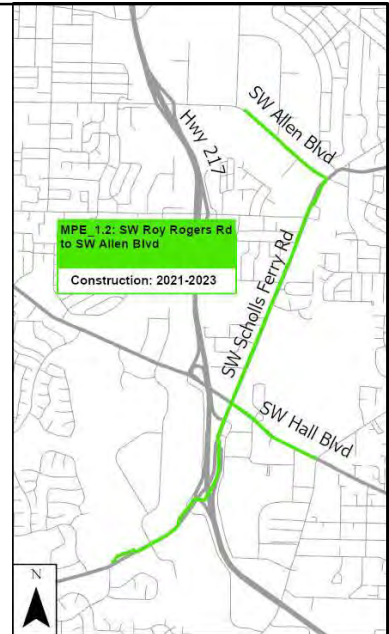 SW Allen Blvd
Hwy 217
MPE_1.2: SW Roy Rogers Rd
to SW Allen Blvd
Construction: 2021-2023
SW Scholls Ferry Rd
SW Hall Blvd
N